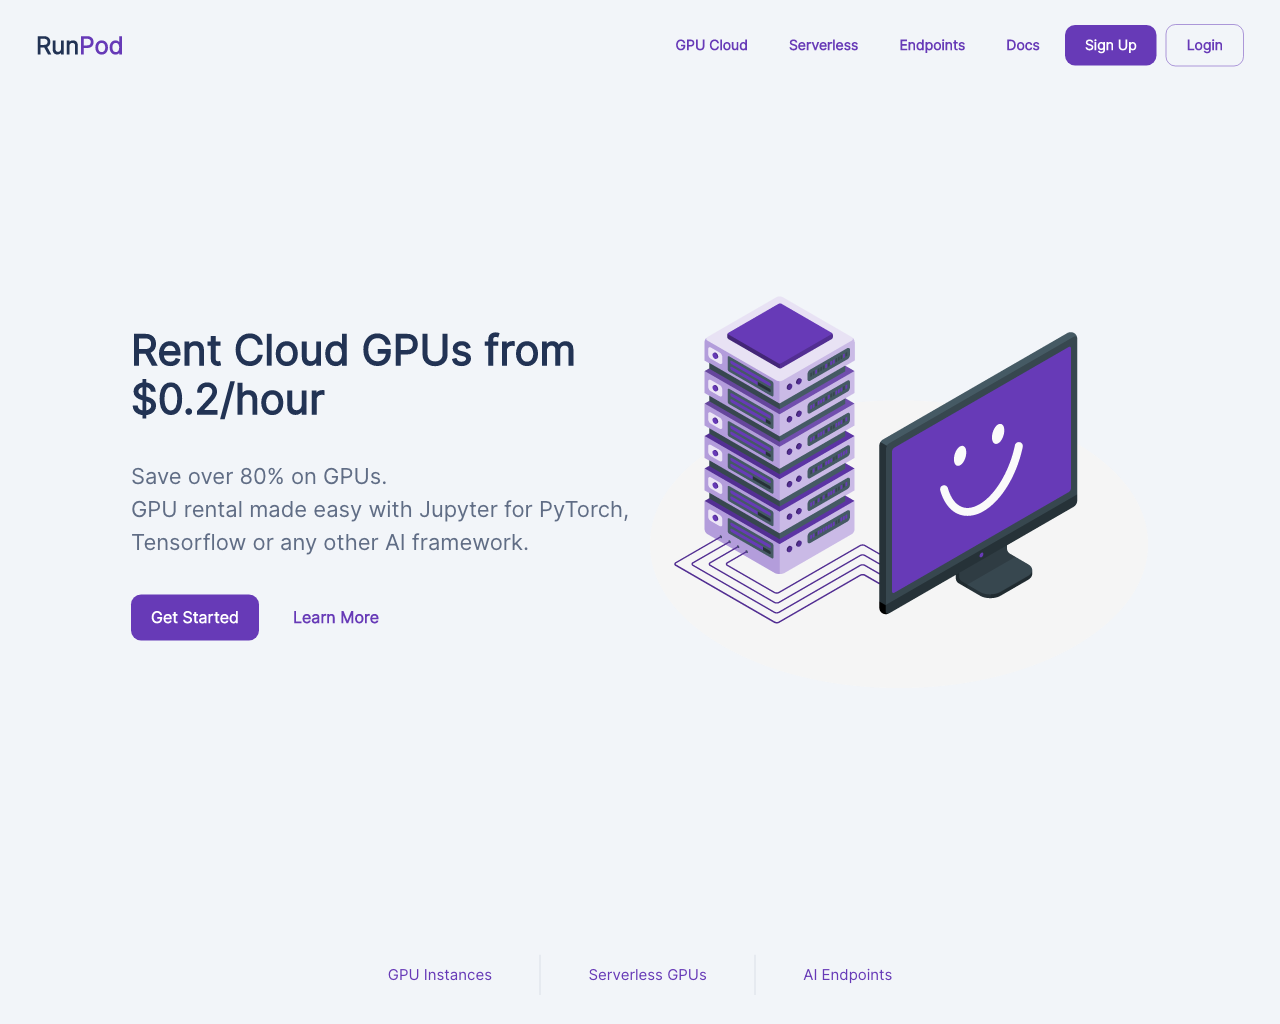 RunPod
GPU Cloud
Serverless
Endpoints
Docs
Sign Up
Login
Rent Cloud GPUs from
$0.2/hour
Save over 80% on GPUs.
GPU rental made easy with Jupyter for PyTorch,
Tensorflow or any other AI framework.
Get Started
Learn More
GPU Instances
Serverless GPUs
AI Endpoints